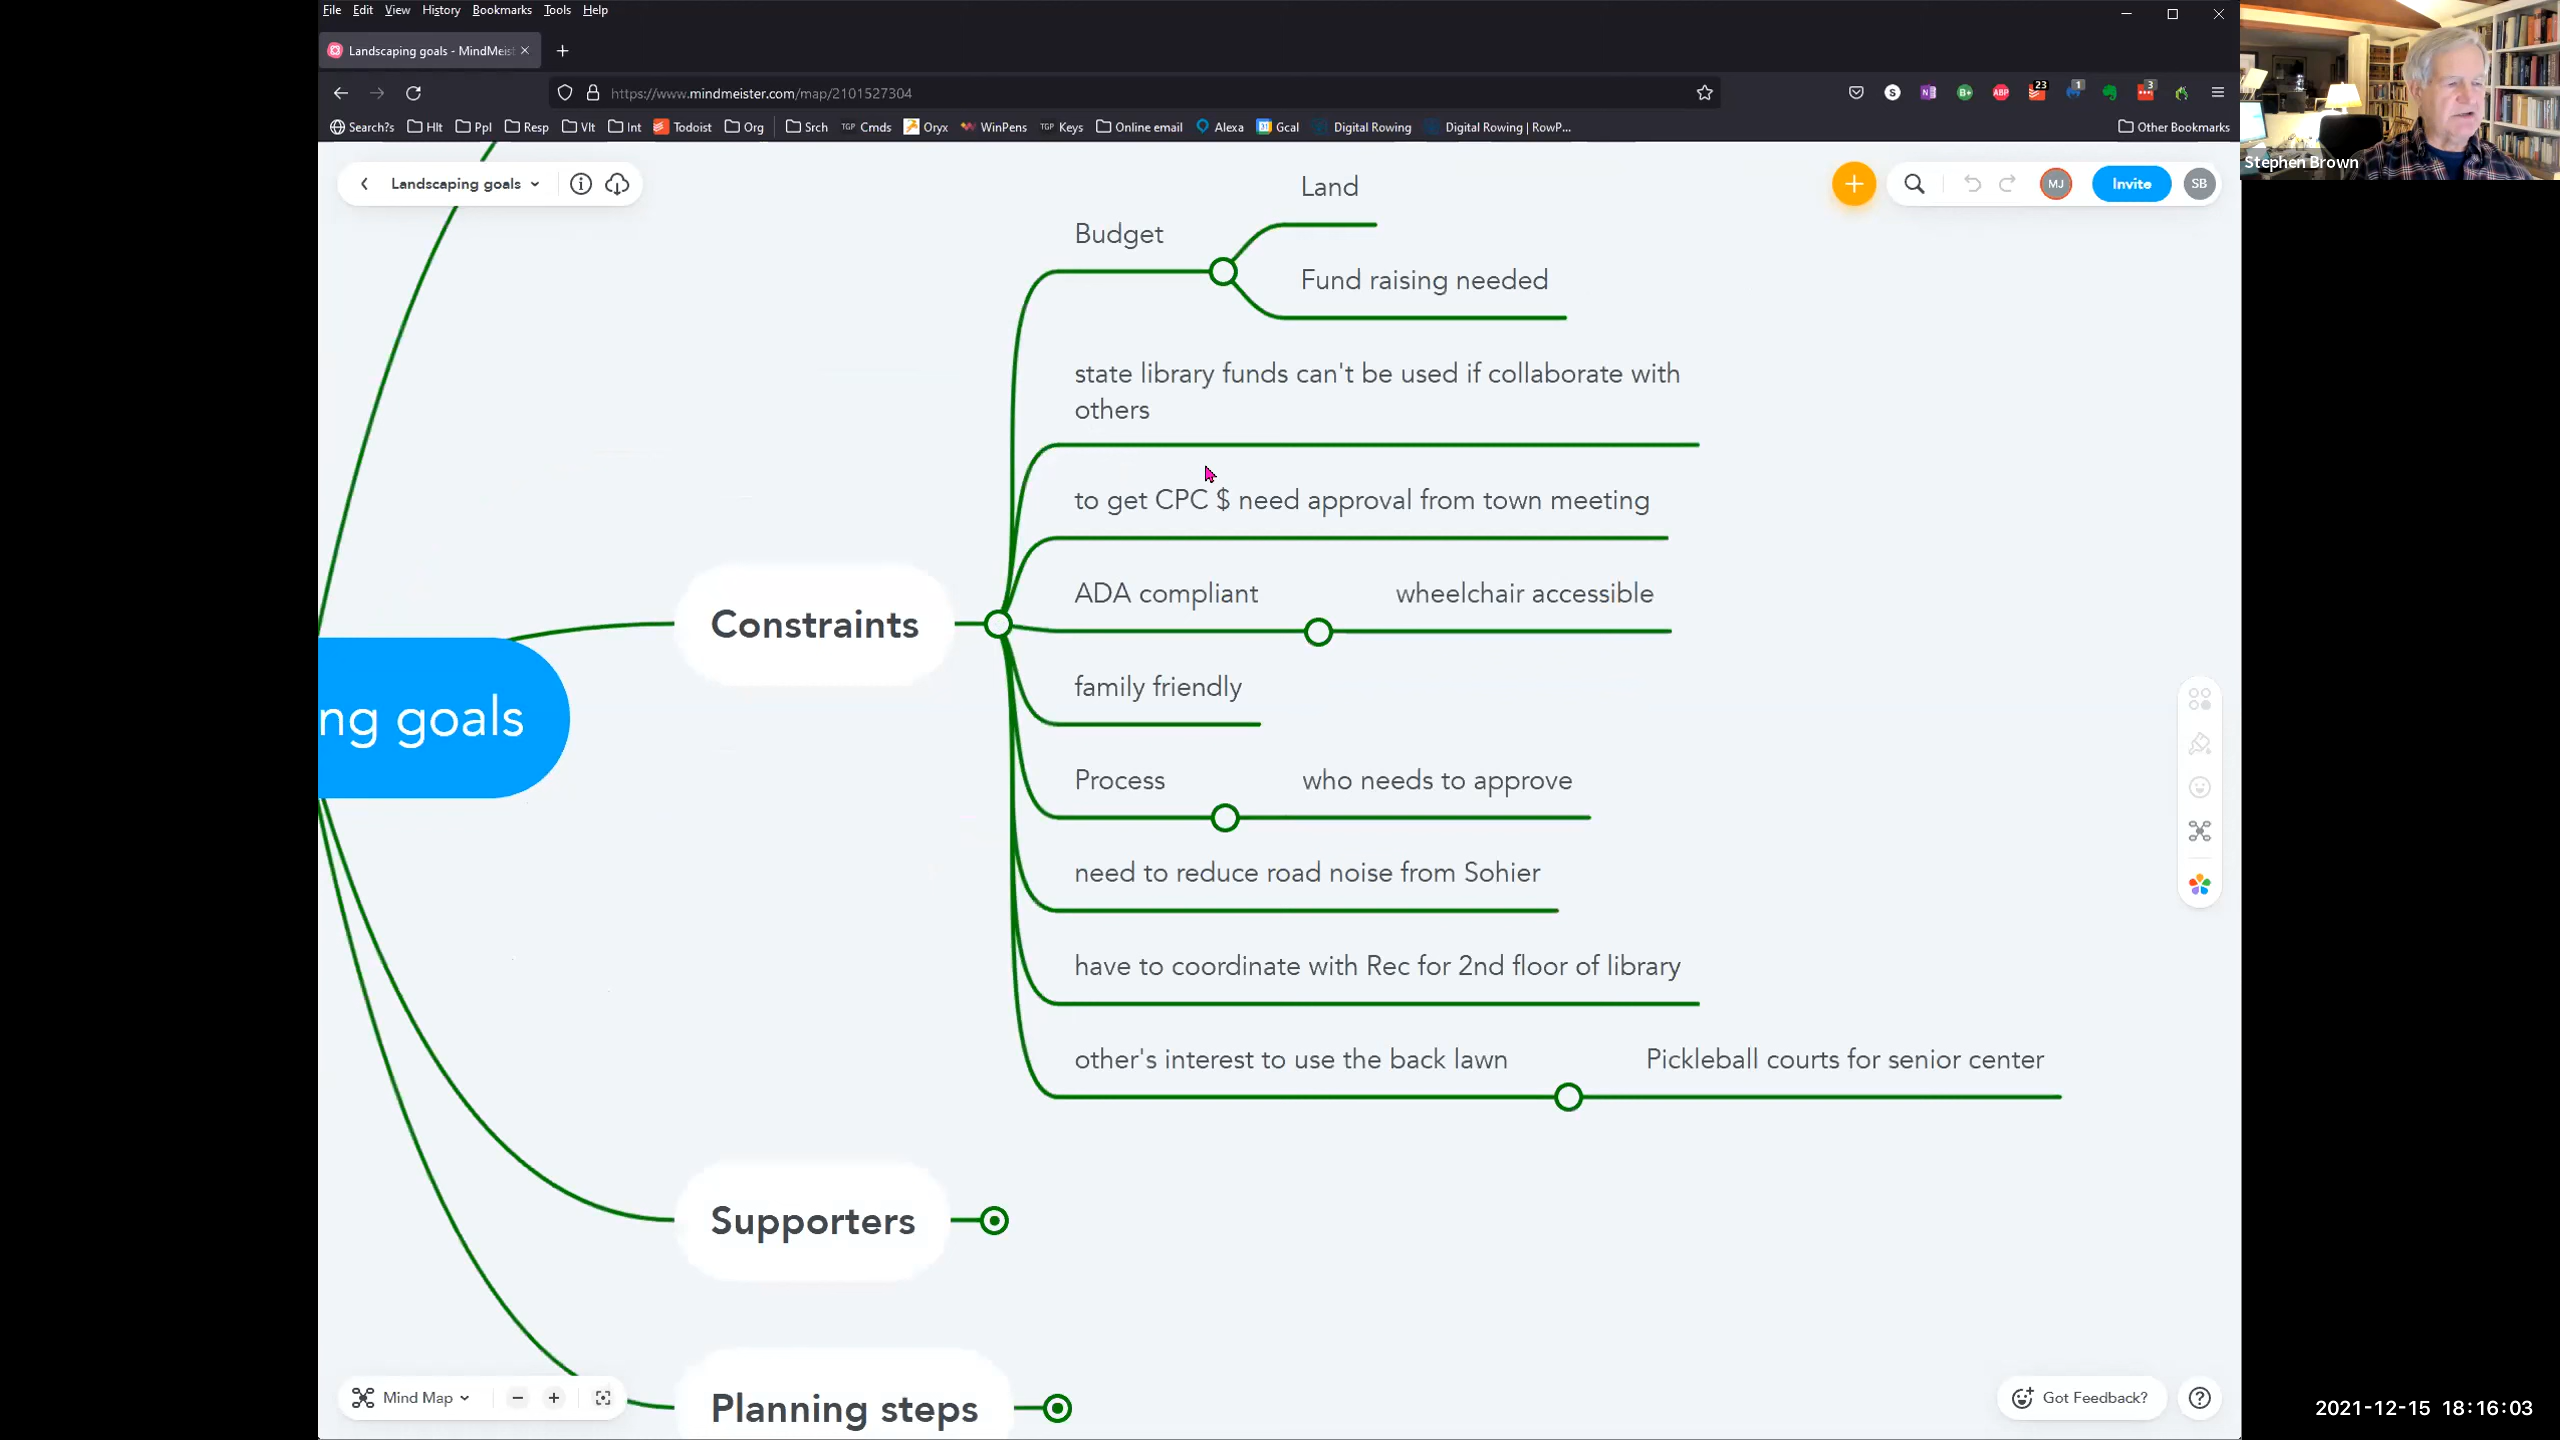 File Edit View History Bookmarks Tools Help
Landscaping goals - MindMeist
https://www.mindmeister.com/map/2101527304
S N B+ ABP 23 1 3
Search?s Hlt Ppl Resp Vlt Int Todoist Org Srch TGP Cmds Oryx WinPens TGP Keys Online email Alexa Gcal Digital Rowing Digital Rowing | RowP... Other Bookmarks
Stephen Brown
Landscaping goals
MJ Invite SB
Land
Budget
Fund raising needed
state library funds can't be used if collaborate with
others
to get CPC $ need approval from town meeting
ADA compliant wheelchair accessible
Constraints
family friendly
ng goals
Process who needs to approve
need to reduce road noise from Sohier
have to coordinate with Rec for 2nd floor of library
other's interest to use the back lawn Pickleball courts for senior center
Supporters
Planning steps
Mind Map
Got Feedback?
2021-12-15 18:16:03